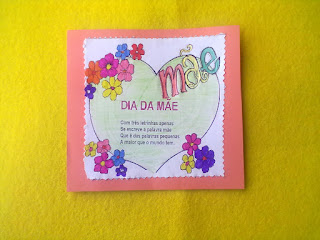 mãe
DIA DA MÃE
Com três letrinhas apenas
Se escreve a palavra mãe
Que é das palavras pequenas
A maior que o mundo tem.